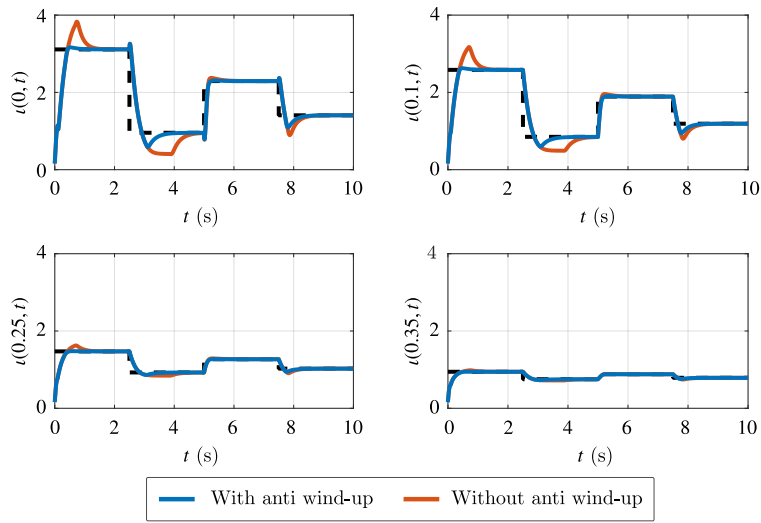 4
2
0
ι(0, t)
0 2 4 6 8 10
t (s)
4
2
0
ι(0.1, t)
0 2 4 6 8 10
t (s)
4
2
0
ι(0.25, t)
0 2 4 6 8 10
t (s)
4
2
0
ι(0.35, t)
0 2 4 6 8 10
t (s)
With anti wind-up Without anti wind-up